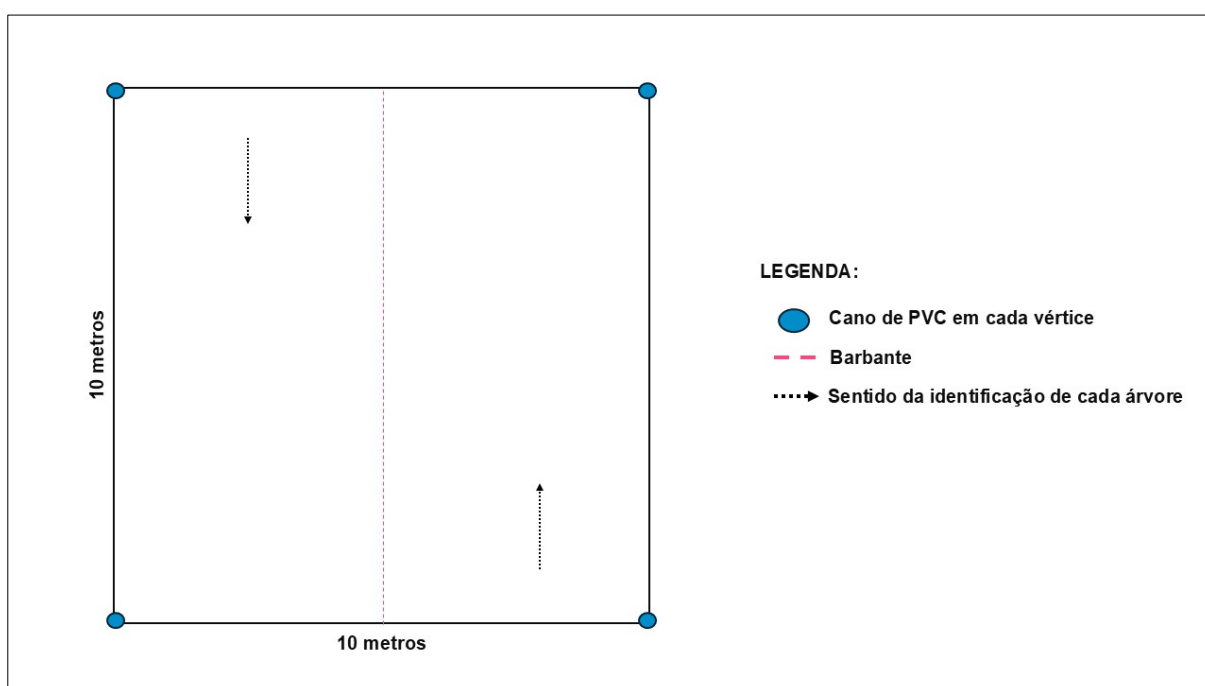 10 metros
10 metros
LEGENDA:
Cano de PVC em cada vértice
Barbante
Sentido da identificação de cada árvore